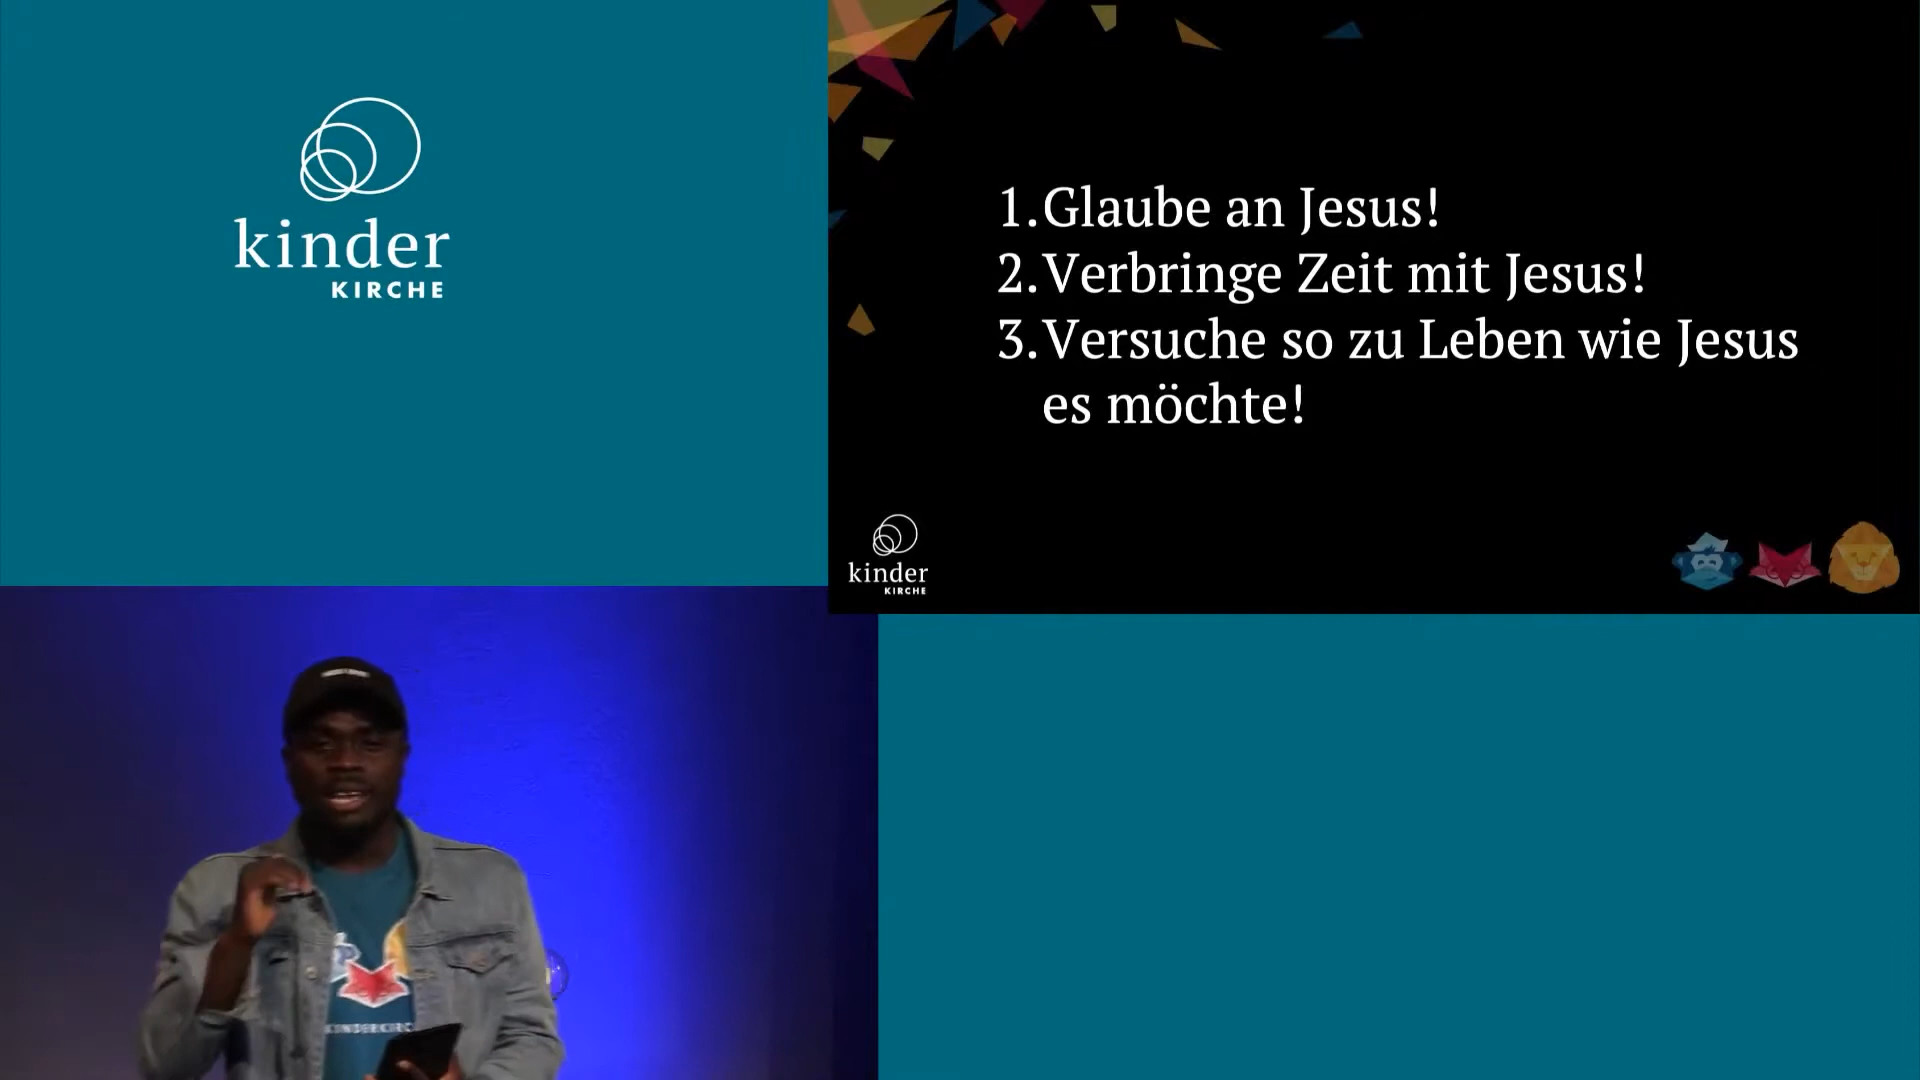 kinder
KIRCHE
1. Glaube an Jesus!
2. Verbringe Zeit mit Jesus!
3. Versuche so zu Leben wie Jesus
es möchte!
kinder
KIRCHE